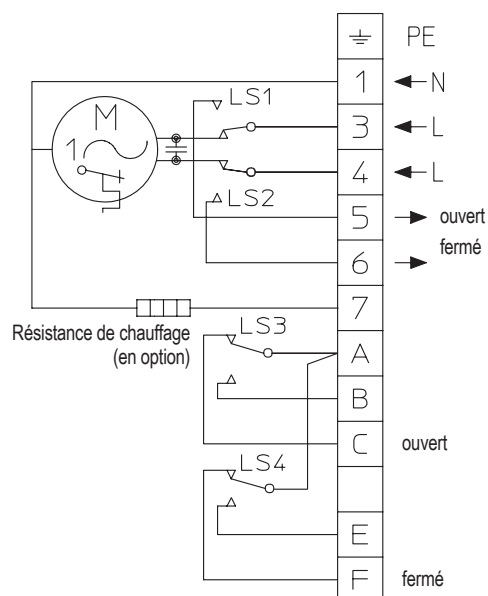 PE
1 N
LS1
M
1
3 L
4 L
LS2
5 ouvert
fermé
6
7
Résistance de chauffage
(en option)
LS3
A
B
C ouvert
LS4
E
F fermé